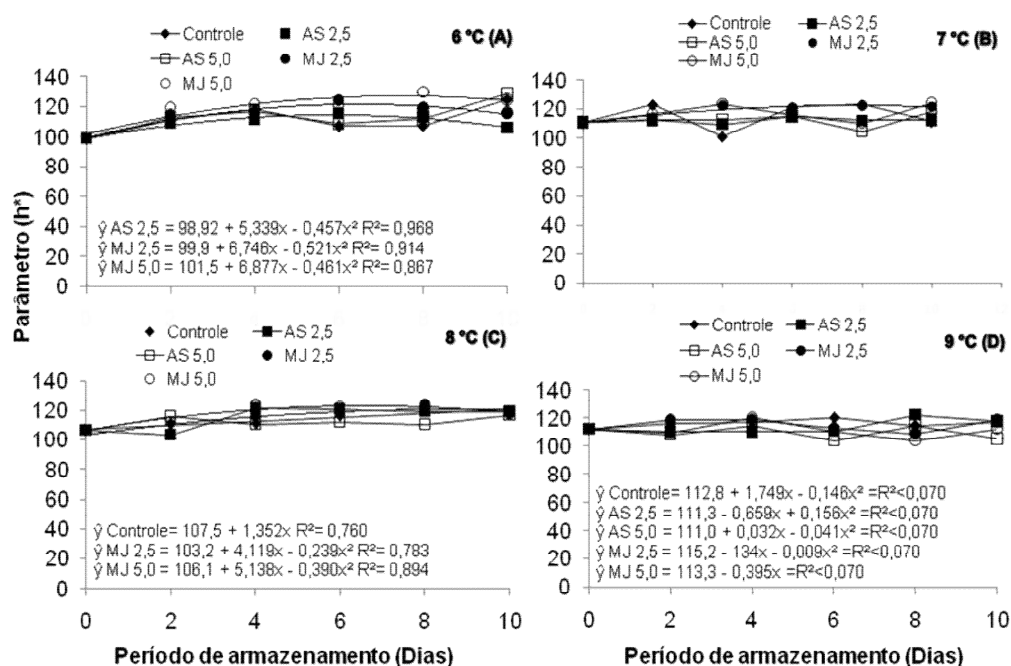 Controle AS 2,5
AS 5,0 MJ 2,5
MJ 5,0
6 °C (A)
140
120
100
80
60
40
20
0
ŷ AS 2,5 = 98,92 + 5,339x - 0,457x² R²= 0,968
ŷ MJ 2,5 = 99,9 + 6,746x - 0,521x² R²= 0,914
ŷ MJ 5,0 = 101,5 + 6,877x - 0,461x² R²= 0,867
0 2 4 6 8 10
Controle AS 2,5
AS 5,0 MJ 2,5
MJ 5,0
7 °C (B)
140
120
100
80
60
40
20
0
0 2 4 6 8 10
Parâmetro (h*)
Controle AS 2,5
AS 5,0 MJ 2,5
MJ 5,0
8 °C (C)
140
120
100
80
60
40
20
0
ŷ Controle= 107,5 + 1,352x R²= 0,760
ŷ MJ 2,5 = 103,2 + 4,119x - 0,239x² R²= 0,783
ŷ MJ 5,0 = 106,1 + 5,138x - 0,390x² R²= 0,894
0 2 4 6 8 10
Período de armazenamento (Dias)
Controle AS 2,5
AS 5,0 MJ 2,5
MJ 5,0
9 °C (D)
140
120
100
80
60
40
20
0
ŷ Controle= 112,8 + 1,749x - 0,146x² =R²<0,070
ŷ AS 2,5= 111,3 - 0,659x + 0,156x² =R²<0,070
ŷ AS 5,0= 111,0 + 0,032x - 0,041x² =R²<0,070
ŷ MJ 2,5= 115,2 - 134x - 0,009x² =R²<0,070
ŷ MJ 5,0= 113,3 - 0,395x =R²<0,070
0 2 4 6 8 10
Período de armazenamento (Dias)